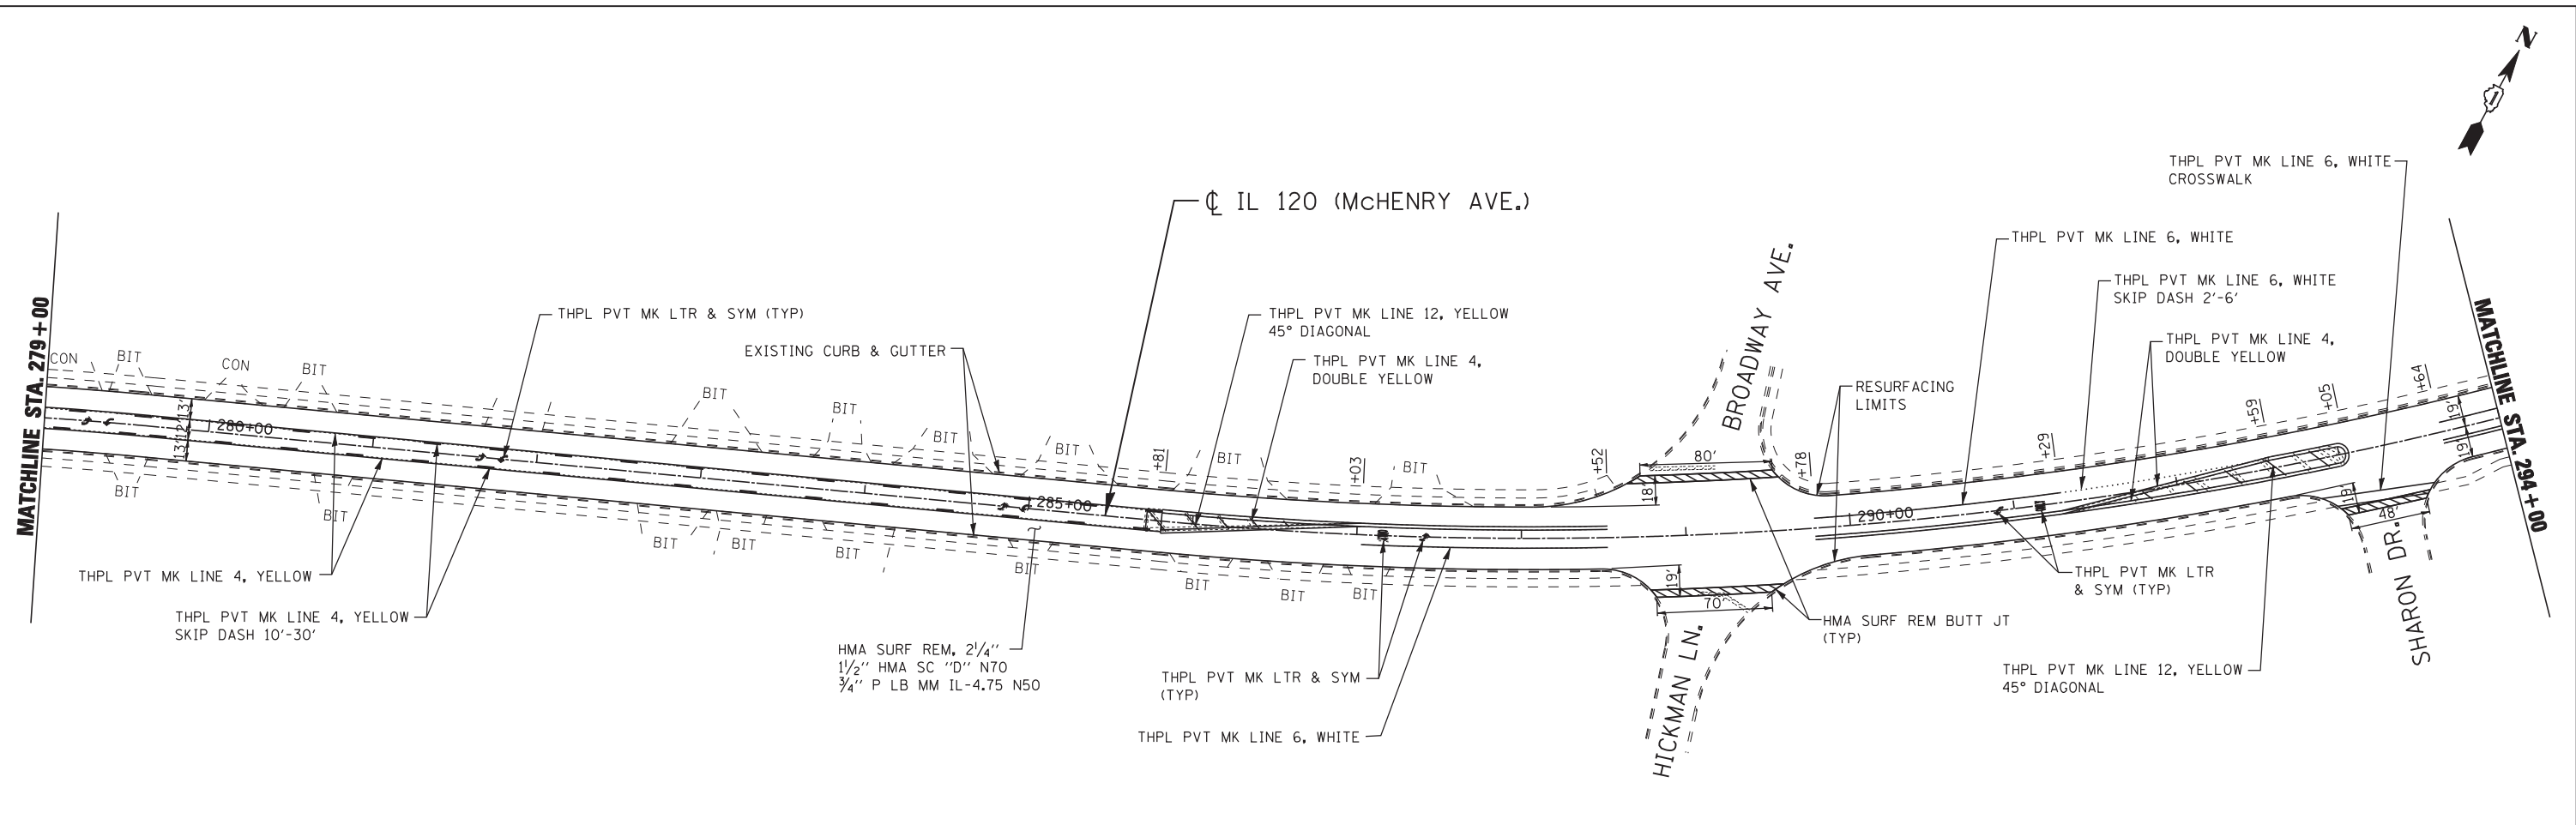 N
THPL PVT MK LINE 6, WHITE
CROSSWALK
℄ IL 120 (McHENRY AVE.)
THPL PVT MK LINE 6, WHITE
THPL PVT MK LINE 6, WHITE
SKIP DASH 2'-6'
THPL PVT MK LTR & SYM (TYP)
THPL PVT MK LINE 12, YELLOW
45° DIAGONAL
EXISTING CURB & GUTTER
THPL PVT MK LINE 4,
DOUBLE YELLOW
THPL PVT MK LINE 4,
DOUBLE YELLOW
BROADWAY AVE.
RESURFACING
LIMITS
MATCHLINE STA. 279+00
MATCHLINE STA. 294+00
CON
BIT
CON
BIT
BIT
BIT
BIT
BIT
BIT
BIT
13'
12'
13'
280+00
285+00
290+00
+81
+03
+52
+78
+29
+59
+05
+64
80'
18'
19'
70'
19'
48'
19'
19'
BIT
BIT
BIT
BIT
BIT
BIT
BIT
BIT
BIT
THPL PVT MK LINE 4, YELLOW
THPL PVT MK LINE 4, YELLOW
SKIP DASH 10'-30'
HMA SURF REM, 2¼"
1½" HMA SC "D" N70
¾" P LB MM IL-4.75 N50
THPL PVT MK LTR & SYM
(TYP)
THPL PVT MK LINE 6, WHITE
HICKMAN LN.
HMA SURF REM BUTT JT
(TYP)
THPL PVT MK LTR
& SYM (TYP)
THPL PVT MK LINE 12, YELLOW
45° DIAGONAL
SHARON DR.